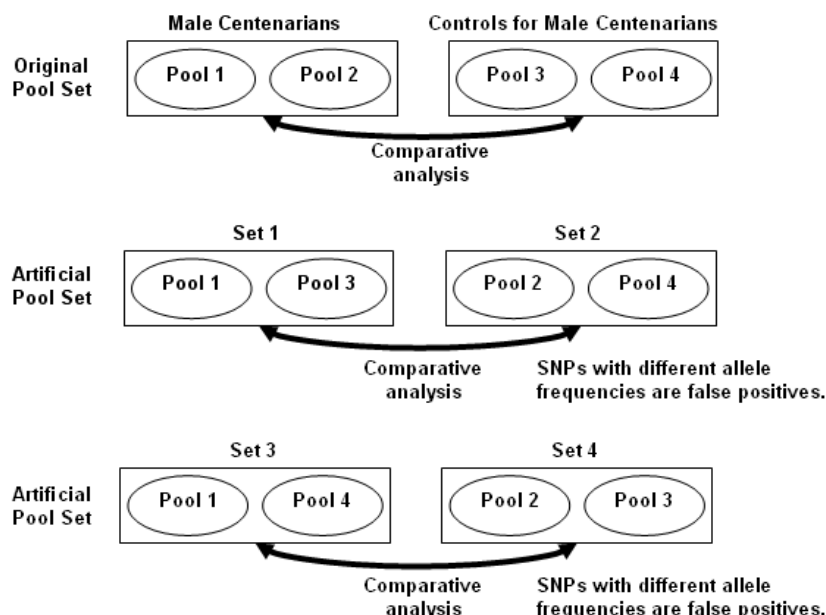 Male Centenarians
Controls for Male Centenarians
Original
Pool Set
Pool 1
Pool 2
Pool 3
Pool 4
Comparative
analysis
Set 1
Set 2
Artificial
Pool Set
Pool 1
Pool 3
Pool 2
Pool 4
Comparative
analysis
SNPs with different allele
frequencies are false positives.
Set 3
Set 4
Artificial
Pool Set
Pool 1
Pool 4
Pool 2
Pool 3
Comparative
analysis
SNPs with different allele
frequencies are false positives.